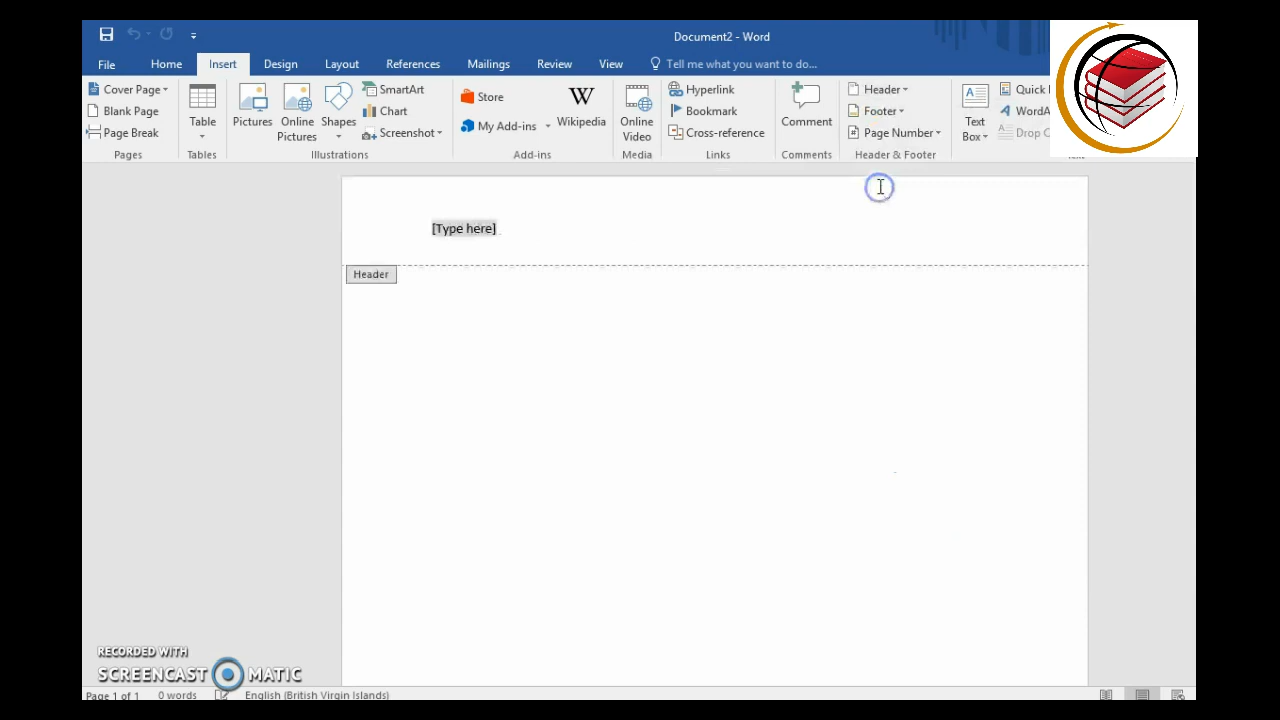 Document2 - Word
File Home Insert Design Layout References Mailings Review View Tell me what you want to do...
Cover Page
Blank Page
Page Break
Pages
Table
Tables
Pictures
Online Pictures
Shapes
SmartArt
Chart
Screenshot
Illustrations
Store
My Add-ins
W
Wikipedia
Add-ins
Online Video
Media
Hyperlink
Bookmark
Cross-reference
Links
Comment
Comments
Header
Footer
Page Number
Header & Footer
A
Text Box
Quick
WordA
Drop
[Type here]
Header
RECORDED WITH
SCREENCAST MATIC
Page 1 of 1 0 words English (British Virgin Islands)